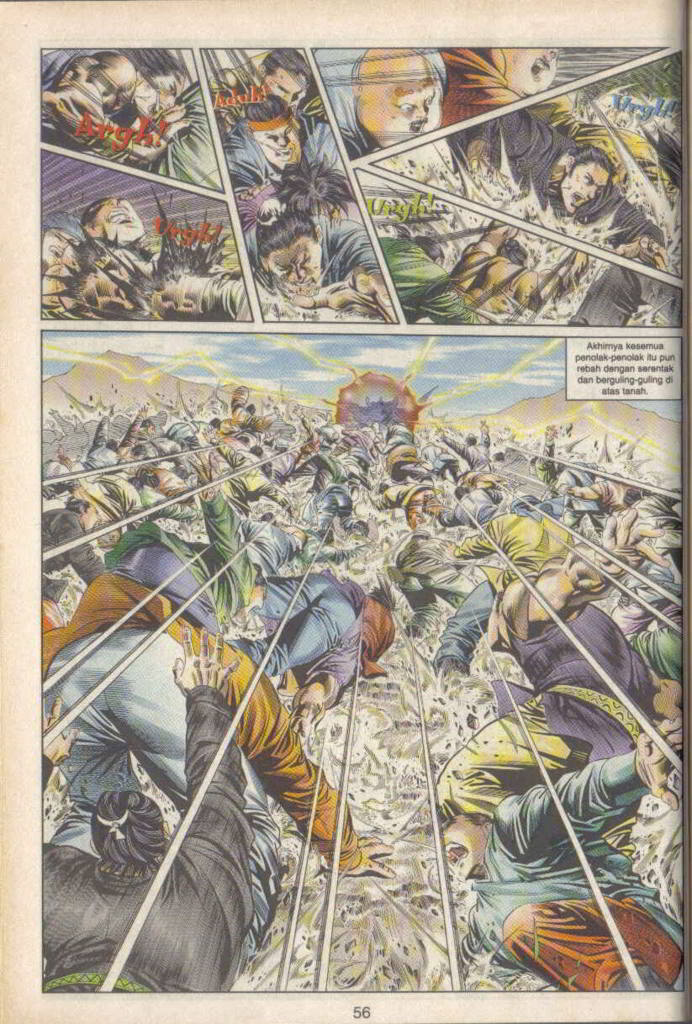 Argh!
Aduh!
Urgh!
Urgh!
Urgh!
Akhirnya kesemua
penolak-penolak itu pun
rebah dengan serentak
dan berguling-guling di
atas tanah.
56